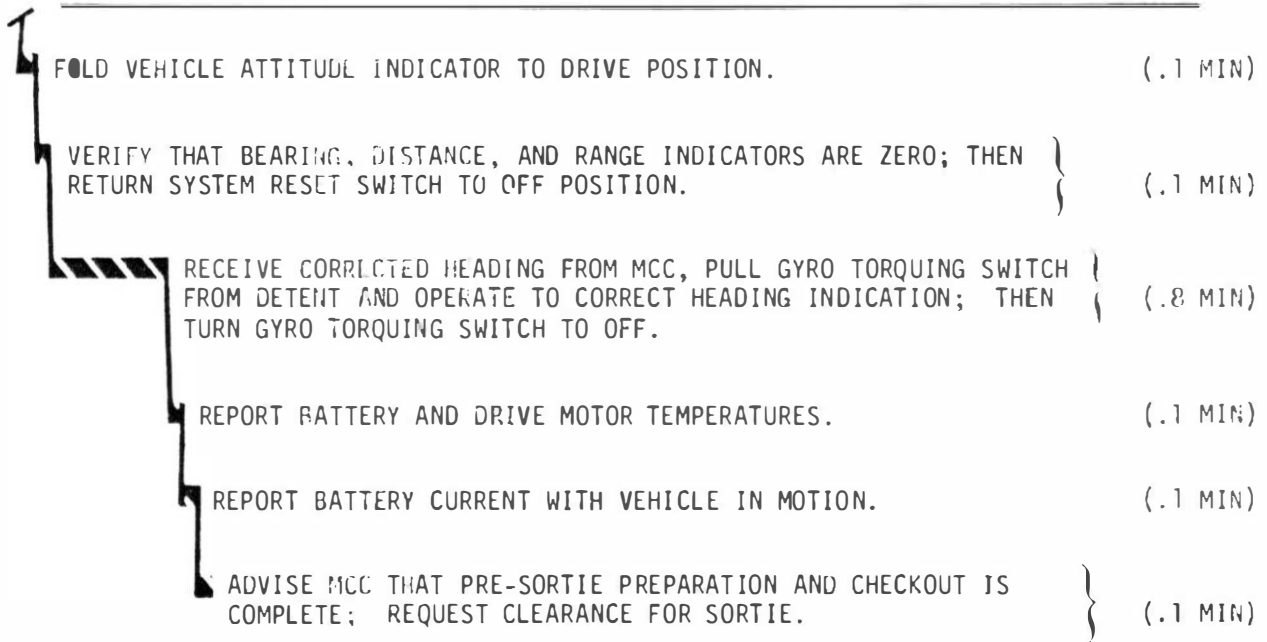 FOLD VEHICLE ATTITUDE INDICATOR TO DRIVE POSITION. (.1 MIN)
VERIFY THAT BEARING, DISTANCE, AND RANGE INDICATORS ARE ZERO; THEN
RETURN SYSTEM RESET SWITCH TO OFF POSITION. (.1 MIN)
RECEIVE CORRECTED HEADING FROM MCC, PULL GYRO TORQUING SWITCH
FROM DETENT AND OPERATE TO CORRECT HEADING INDICATION; THEN (.8 MIN)
TURN GYRO TORQUING SWITCH TO OFF.
REPORT BATTERY AND DRIVE MOTOR TEMPERATURES. (.1 MIN)
REPORT BATTERY CURRENT WITH VEHICLE IN MOTION. (.1 MIN)
ADVISE MCC THAT PRE-SORTIE PREPARATION AND CHECKOUT IS
COMPLETE; REQUEST CLEARANCE FOR SORTIE. (.1 MIN)